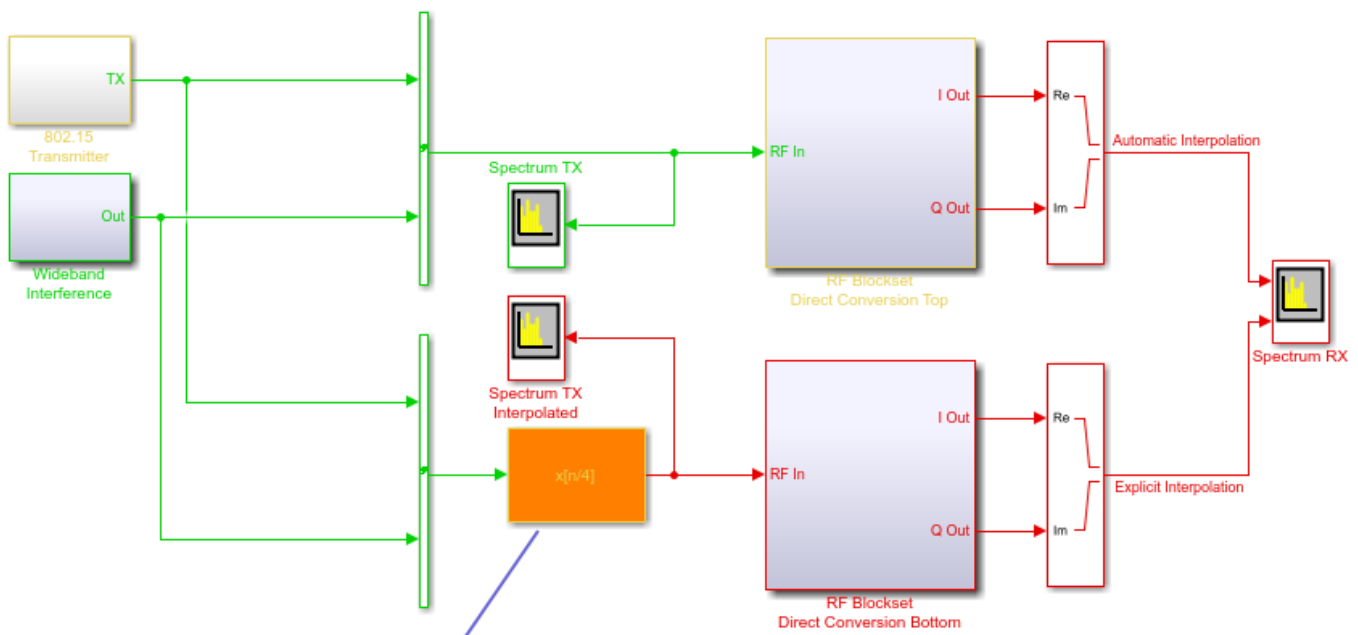 TX
802.15
Transmitter
Out
Wideband
Interference
Spectrum TX
RF In
I Out
Q Out
RF Blockset
Direct Conversion Top
Re
Im
Automatic Interpolation
Spectrum TX
Interpolated
x[n/4]
RF In
I Out
Q Out
RF Blockset
Direct Conversion Bottom
Re
Im
Explicit Interpolation
Spectrum RX